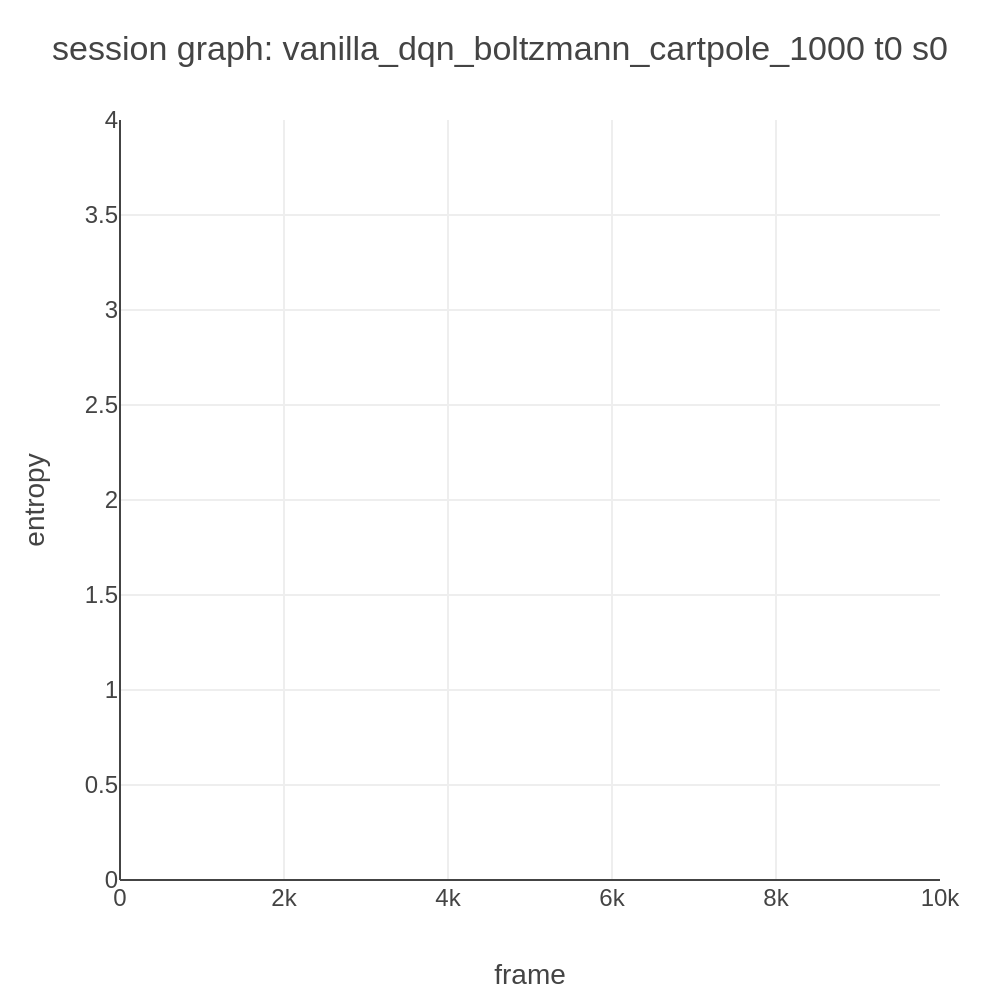 session graph: vanilla_dqn_boltzmann_cartpole_1000 t0 s0
4
3.5
3
2.5
2
1.5
1
0.5
0
entropy
0 2k 4k 6k 8k 10k
frame